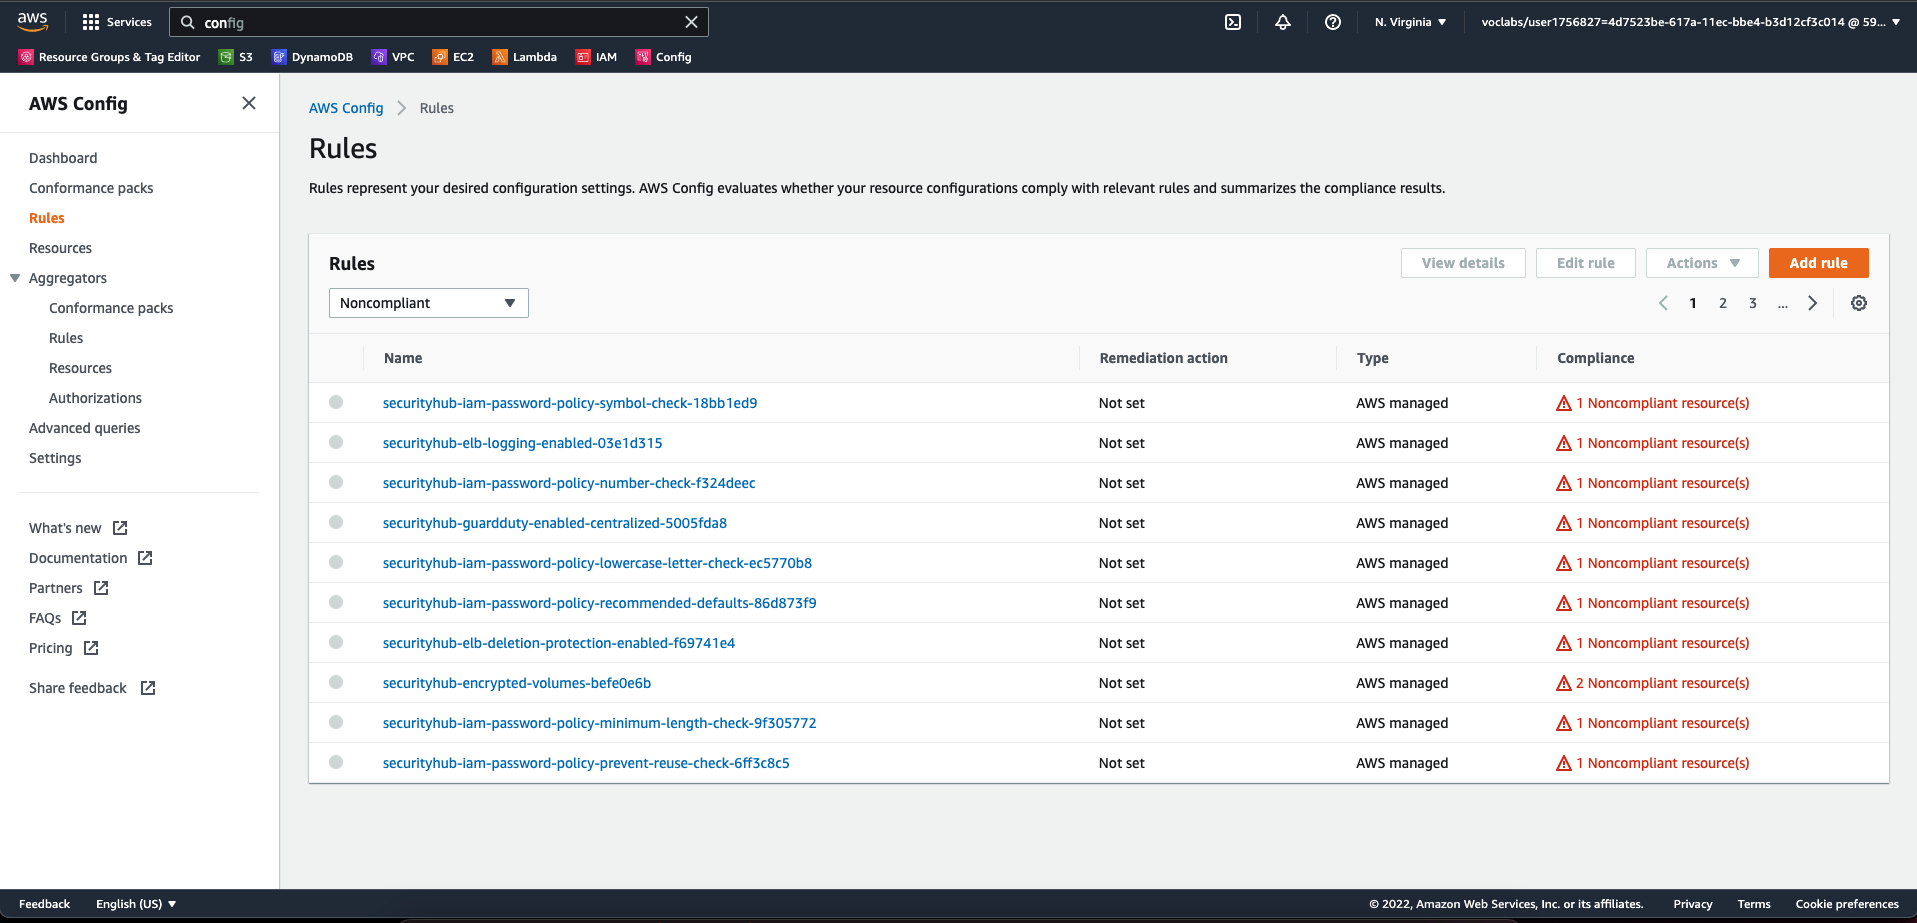 aws
Services
config
N. Virginia
voclabs/user1756827=4d7523be-617a-11ec-bbe4-b3d12cf3c014 @ 59...
Resource Groups & Tag Editor
S3
DynamoDB
VPC
EC2
Lambda
IAM
Config
AWS Config
Dashboard
Conformance packs
Rules
Resources
Aggregators
Conformance packs
Rules
Resources
Authorizations
Advanced queries
Settings
What's new
Documentation
Partners
FAQs
Pricing
Share feedback
AWS Config
Rules
Rules
Rules represent your desired configuration settings. AWS Config evaluates whether your resource configurations comply with relevant rules and summarizes the compliance results.
Rules
View details
Edit rule
Actions
Add rule
Noncompliant
1 2 3 ...
Name Remediation action Type Compliance
securityhub-iam-password-policy-symbol-check-18bb1ed9 Not set AWS managed 1 Noncompliant resource(s)
securityhub-elb-logging-enabled-03e1d315 Not set AWS managed 1 Noncompliant resource(s)
securityhub-iam-password-policy-number-check-f324deec Not set AWS managed 1 Noncompliant resource(s)
securityhub-guardduty-enabled-centralized-5005fda8 Not set AWS managed 1 Noncompliant resource(s)
securityhub-iam-password-policy-lowercase-letter-check-ec5770b8 Not set AWS managed 1 Noncompliant resource(s)
securityhub-iam-password-policy-recommended-defaults-86d873f9 Not set AWS managed 1 Noncompliant resource(s)
securityhub-elb-deletion-protection-enabled-f69741e4 Not set AWS managed 1 Noncompliant resource(s)
securityhub-encrypted-volumes-befe0e6b Not set AWS managed 2 Noncompliant resource(s)
securityhub-iam-password-policy-minimum-length-check-9f305772 Not set AWS managed 1 Noncompliant resource(s)
securityhub-iam-password-policy-prevent-reuse-check-6ff3c8c5 Not set AWS managed 1 Noncompliant resource(s)
Feedback
English (US)
© 2022, Amazon Web Services, Inc. or its affiliates.
Privacy
Terms
Cookie preferences